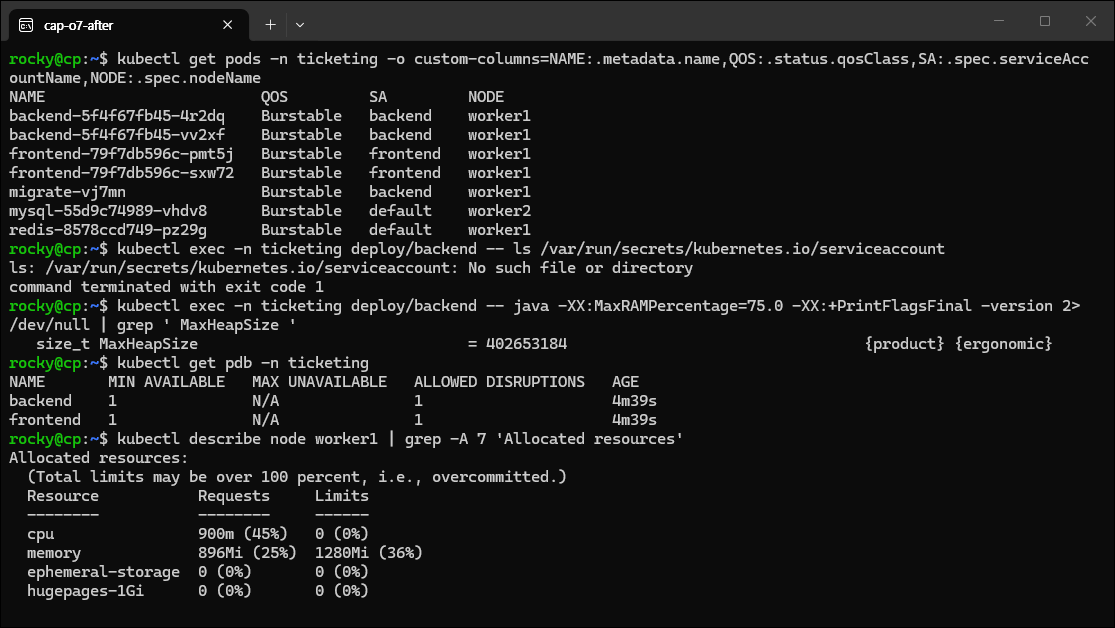 cap-o7-after
rocky@cp:~$ kubectl get pods -n ticketing -o custom-columns=NAME:.metadata.name,QOS:.status.qosClass,SA:.spec.serviceAcc
ountName,NODE:.spec.nodeName
NAME QOS SA NODE
backend-5f4f67fb45-4r2dq Burstable backend worker1
backend-5f4f67fb45-vv2xf Burstable backend worker1
frontend-79f7db596c-pmt5j Burstable frontend worker1
frontend-79f7db596c-sxw72 Burstable frontend worker1
migrate-vj7mn Burstable backend worker1
mysql-55d9c74989-vhdv8 Burstable default worker2
redis-8578ccd749-pz29g Burstable default worker1
rocky@cp:~$ kubectl exec -n ticketing deploy/backend -- ls /var/run/secrets/kubernetes.io/serviceaccount
ls: /var/run/secrets/kubernetes.io/serviceaccount: No such file or directory
command terminated with exit code 1
rocky@cp:~$ kubectl exec -n ticketing deploy/backend -- java -XX:MaxRAMPercentage=75.0 -XX:+PrintFlagsFinal -version 2>
/dev/null | grep ' MaxHeapSize '
size_t MaxHeapSize = 402653184 {product} {ergonomic}
rocky@cp:~$ kubectl get pdb -n ticketing
NAME MIN AVAILABLE MAX UNAVAILABLE ALLOWED DISRUPTIONS AGE
backend 1 N/A 1 4m39s
frontend 1 N/A 1 4m39s
rocky@cp:~$ kubectl describe node worker1 | grep -A 7 'Allocated resources'
Allocated resources:
(Total limits may be over 100 percent, i.e., overcommitted.)
Resource Requests Limits
-------- -------- ------
cpu 900m (45%) 0 (0%)
memory 896Mi (25%) 1280Mi (36%)
ephemeral-storage 0 (0%) 0 (0%)
hugepages-1Gi 0 (0%) 0 (0%)